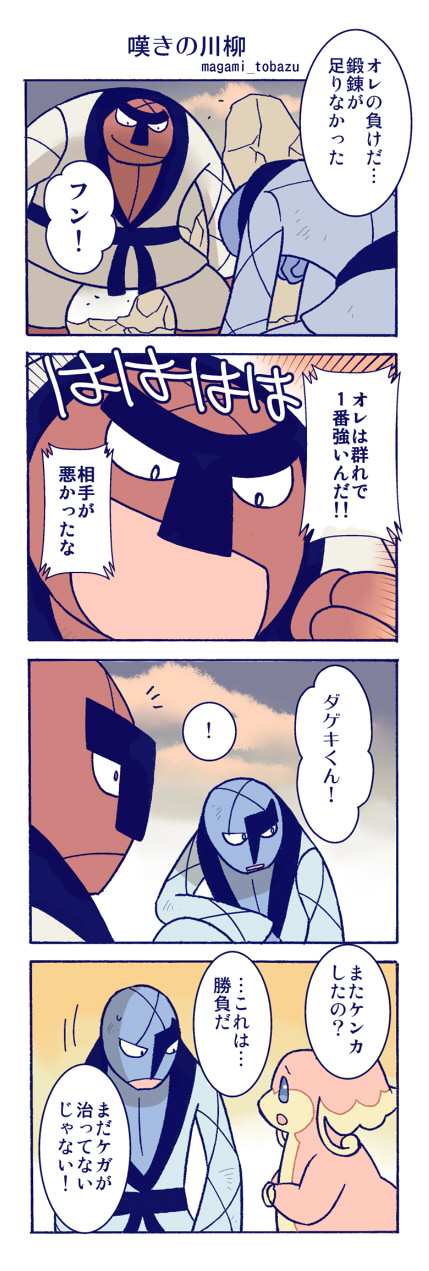 嘆きの川柳
magami_tobazu
オレの負けだ…
鍛錬が
足りなかった
フン！
はははは
オレは群れで
１番強いんだ!!
相手が
悪かったな
ダゲキくん！
！
またケンカ
したの？
…これは…
勝負だ
まだケガが
治ってない
じゃない！